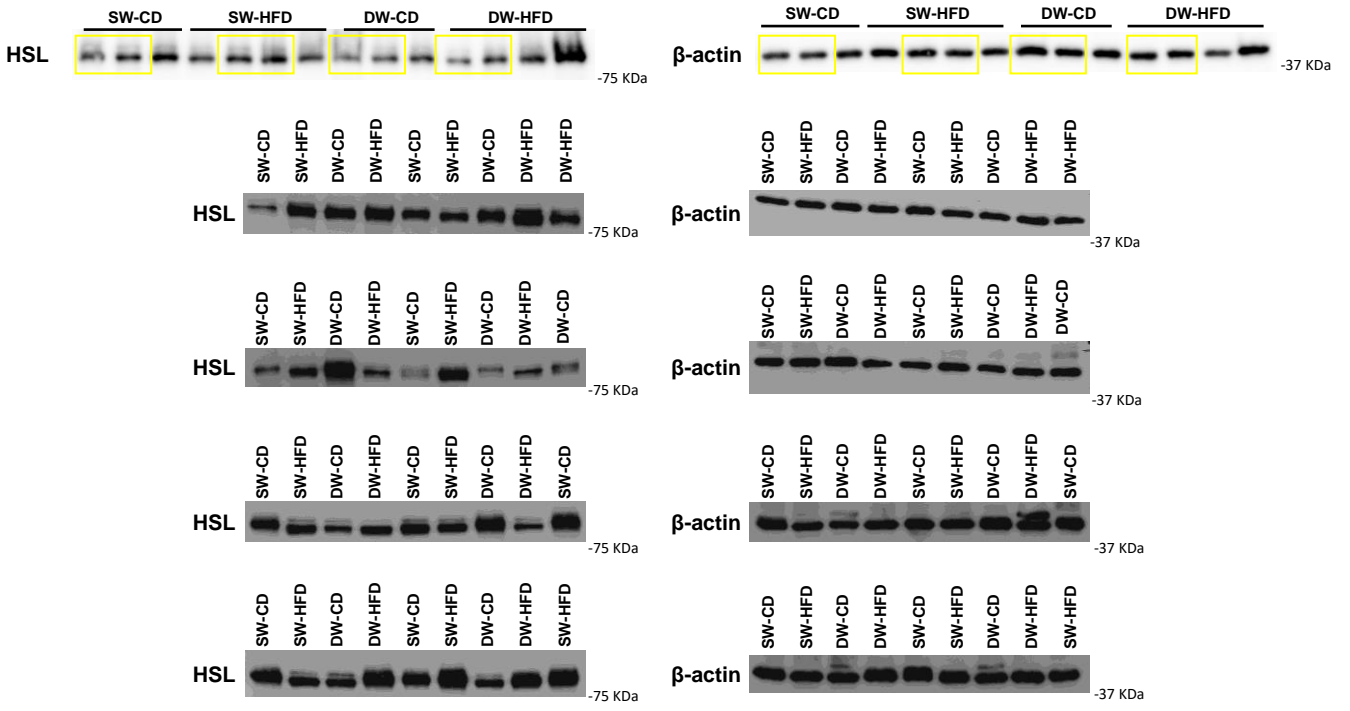 SW-CD SW-HFD DW-CD DW-HFD
HSL
-75 KDa
SW-CD SW-HFD DW-CD DW-HFD
β-actin
-37 KDa
SW-CD SW-HFD DW-CD DW-HFD SW-CD SW-HFD DW-CD DW-HFD DW-HFD
HSL
-75 KDa
SW-CD SW-HFD DW-CD DW-HFD SW-CD SW-HFD DW-CD DW-HFD DW-HFD
β-actin
-37 KDa
SW-CD SW-HFD DW-CD DW-HFD SW-CD SW-HFD DW-CD DW-HFD DW-CD
HSL
-75 KDa
SW-CD SW-HFD DW-CD DW-HFD SW-CD SW-HFD DW-CD DW-HFD DW-CD
β-actin
-37 KDa
SW-CD SW-HFD DW-CD DW-HFD SW-CD SW-HFD DW-CD DW-HFD SW-CD
HSL
-75 KDa
SW-CD SW-HFD DW-CD DW-HFD SW-CD SW-HFD DW-CD DW-HFD SW-CD
β-actin
-37 KDa
SW-CD SW-HFD DW-CD DW-HFD SW-CD SW-HFD DW-CD DW-HFD SW-HFD
HSL
-75 KDa
SW-CD SW-HFD DW-CD DW-HFD SW-CD SW-HFD DW-CD DW-HFD SW-HFD
β-actin
-37 KDa